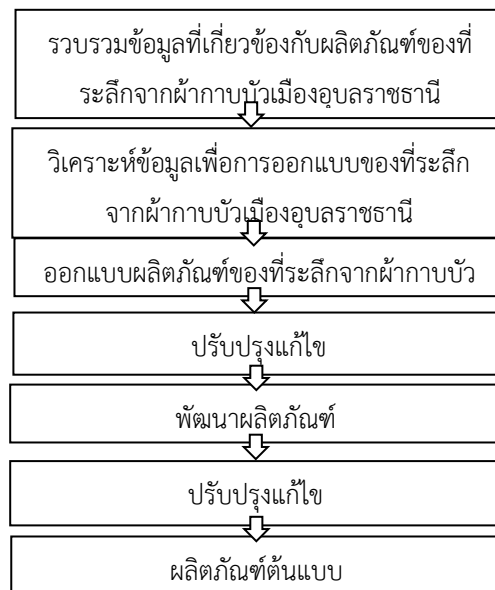 รวบรวมข้อมูลที่เกี่ยวข้องกับผลิตภัณฑ์ของที่
ระลึกจากผ้ากาบบัวเมืองอุบลราชธานี
วิเคราะห์ข้อมูลเพื่อการออกแบบของที่ระลึก
จากผ้ากาบบัวเมืองอุบลราชธานี
ออกแบบผลิตภัณฑ์ของที่ระลึกจากผ้ากาบบัว
ปรับปรุงแก้ไข
พัฒนาผลิตภัณฑ์
ปรับปรุงแก้ไข
ผลิตภัณฑ์ต้นแบบ